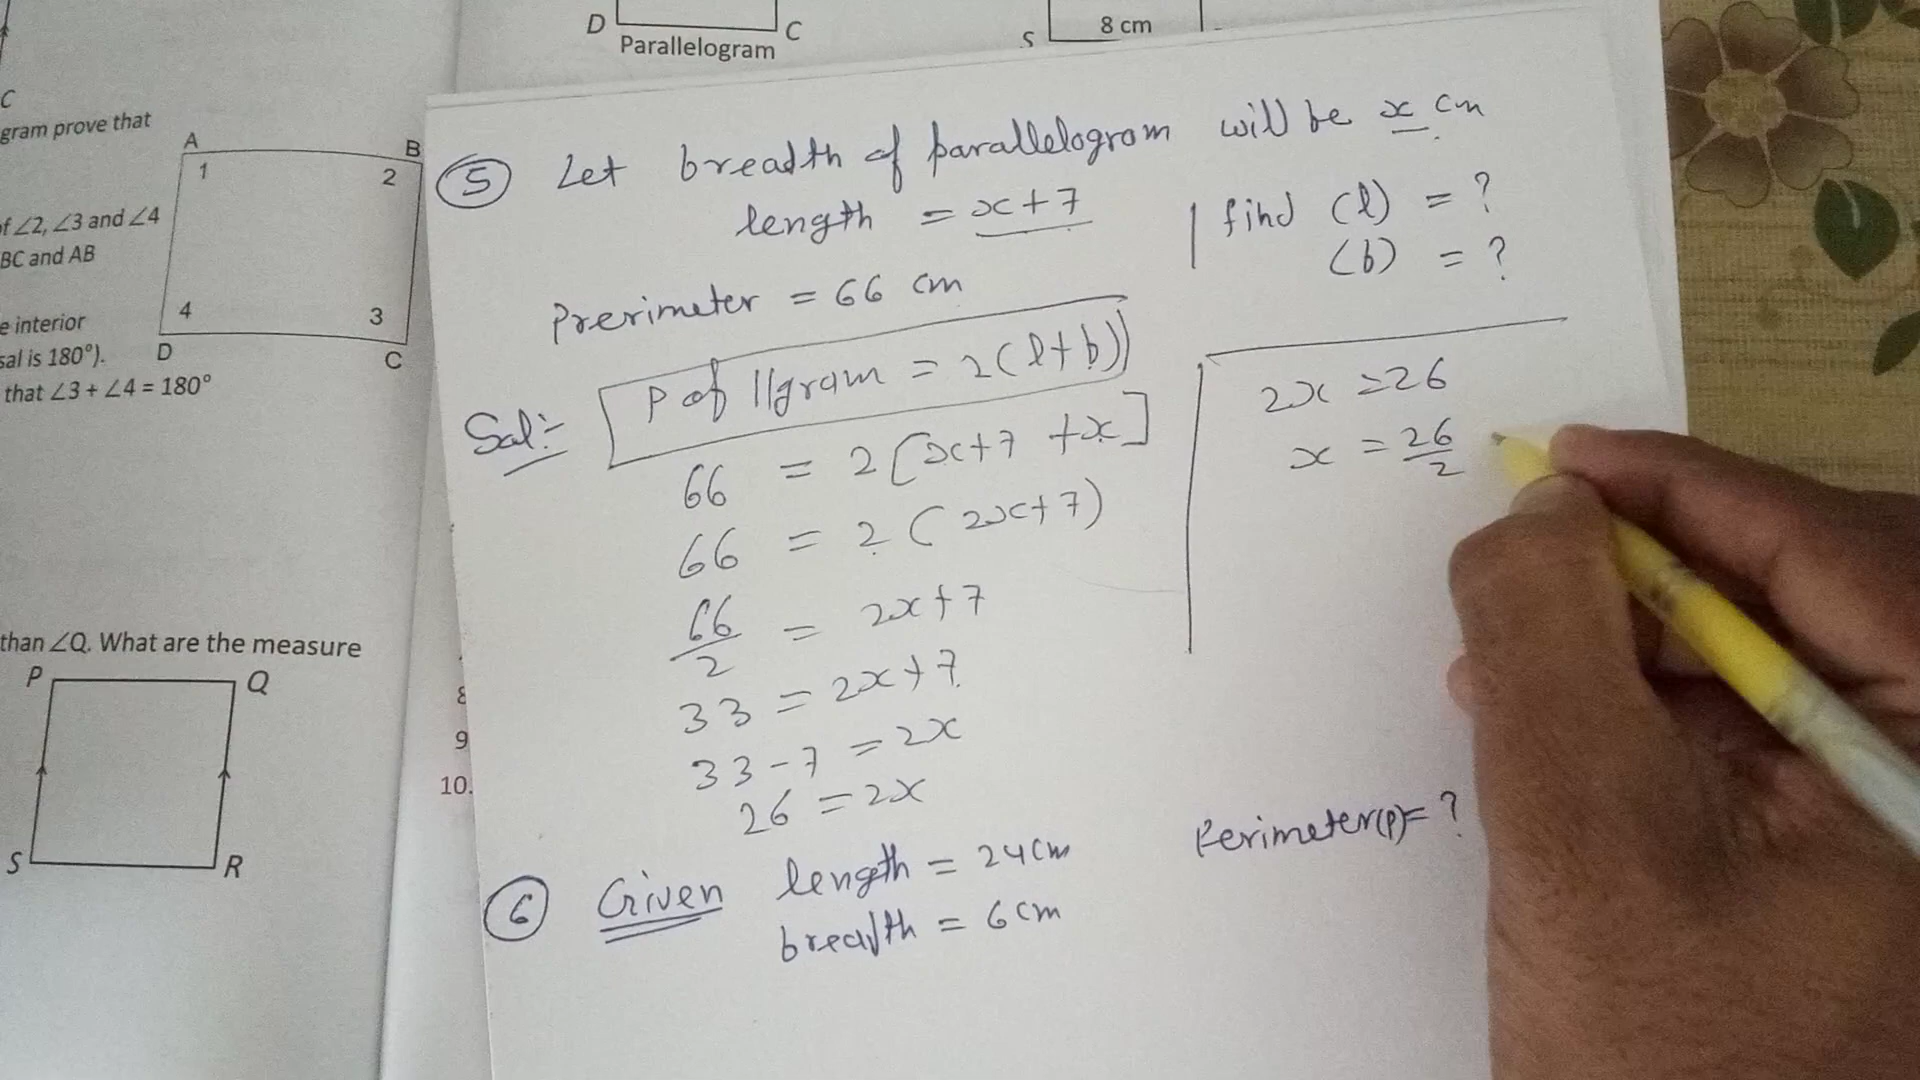 D
C
Parallelogram
S
8 cm
C
gram prove that
A
B
1
2
f ∠2, ∠3 and ∠4
BC and AB
4
3
e interior
sal is 180°).
D
C
that ∠3 + ∠4 = 180°
than ∠Q. What are the measure
P
Q
S
R
8
9
10.
5 Let breadth of parallelogram will be x cm
length = x+7
find (l) = ?
(b) = ?
Prerimeter = 66 cm
Sol:- P of ||gram = 2(l+b)
66 = 2[x+7 +x]
66 = 2(2x+7)
66/2 = 2x+7
33 = 2x+7
33-7 = 2x
26 = 2x
2x = 26
x = 26/2
6 Given length = 24cm
breadth = 6cm
Perimeter(P)= ?